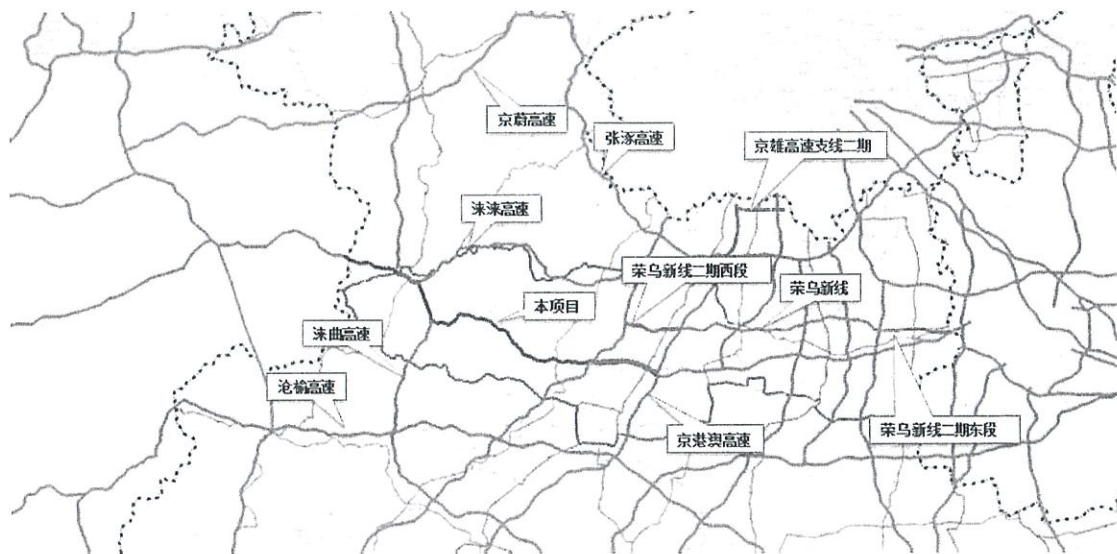 京蔚高速
张涿高速
京雄高速支线二期
涞涞高速
荣乌新线二期西段
荣乌新线
本项目
涞曲高速
沧榆高速
京港澳高速
荣乌新线二期东段